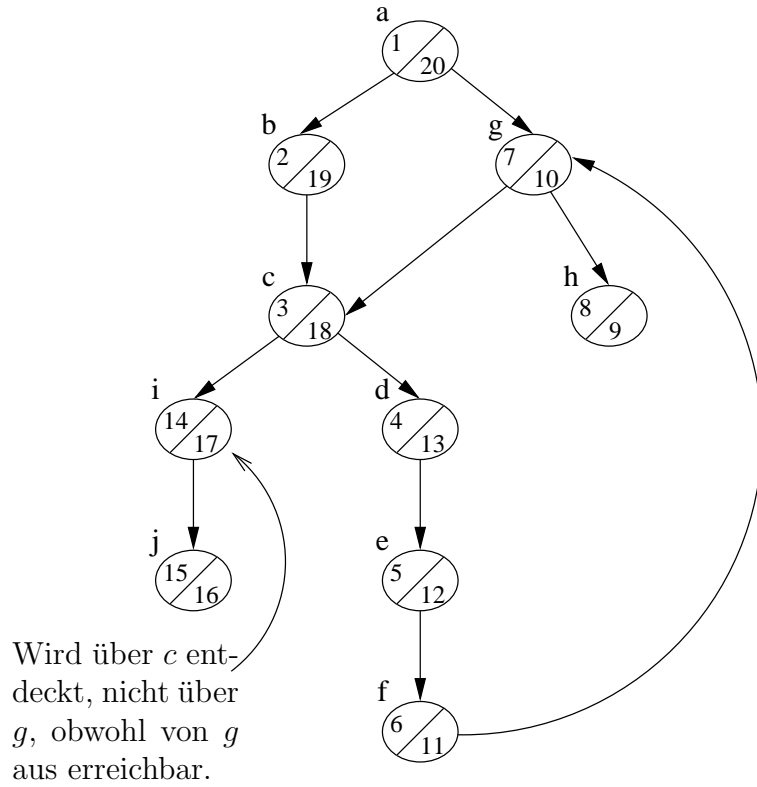 a
1
20
b
2
19
g
7
10
c
3
18
h
8
9
i
14
17
d
4
13
j
15
16
e
5
12
Wird über c ent-
deckt, nicht über
g, obwohl von g
aus erreichbar.
f
6
11